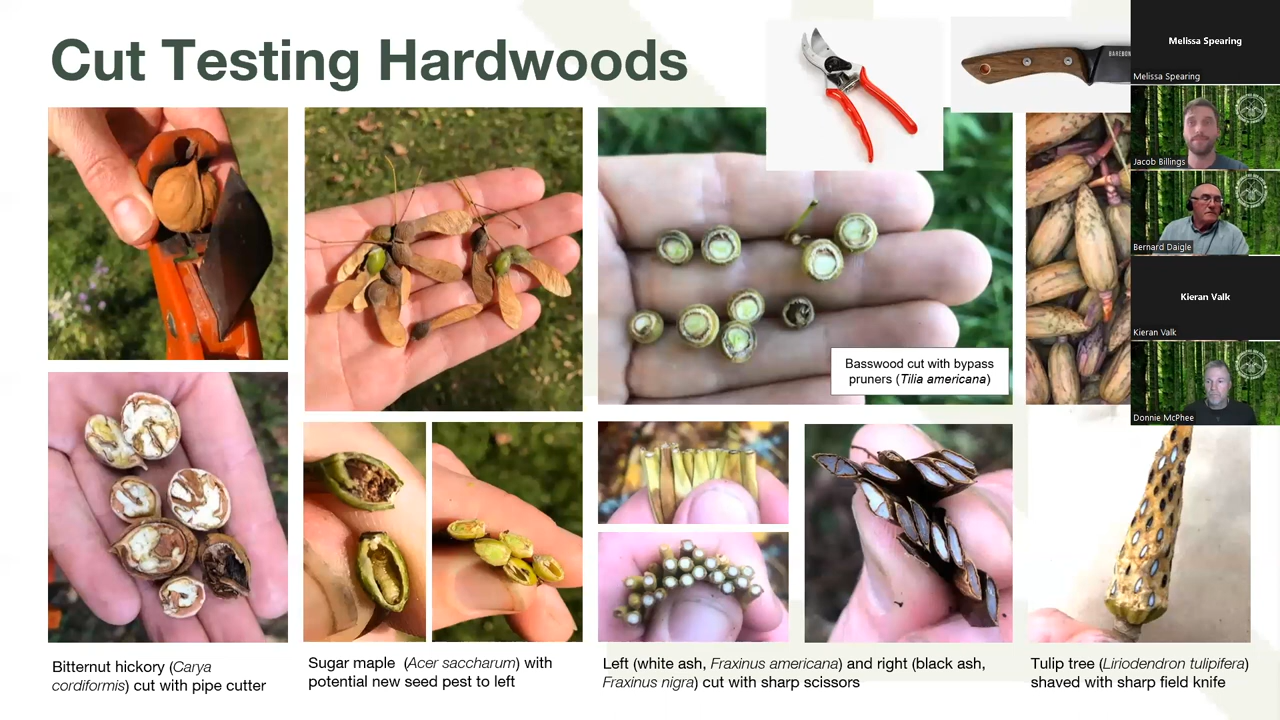 Cut Testing Hardwoods
Melissa Spearing
Melissa Spearing
Jacob Billings
Bernard Daigle
Kieran Valk
Kieran Valk
Donnie McPhee
Basswood cut with bypass
pruners (Tilia americana)
Bitternut hickory (Carya
cordiformis) cut with pipe cutter
Sugar maple (Acer saccharum) with
potential new seed pest to left
Left (white ash, Fraxinus americana) and right (black ash,
Fraxinus nigra) cut with sharp scissors
Tulip tree (Liriodendron tulipifera)
shaved with sharp field knife